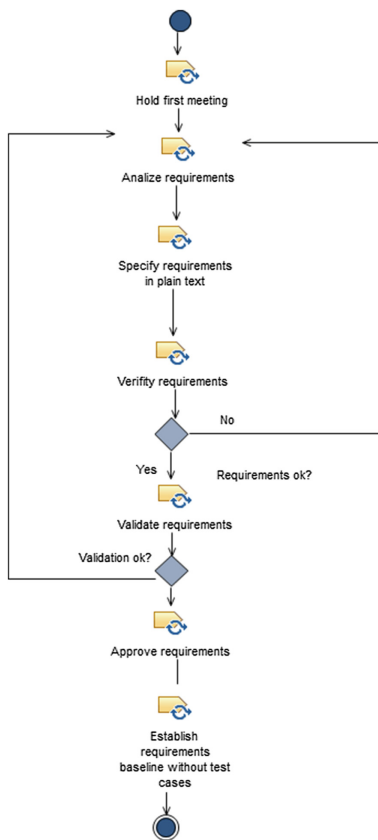 Hold first meeting
Analize requirements
Specify requirements
in plain text
Verifity requirements
No
Yes
Requirements ok?
Validate requirements
Validation ok?
Approve requirements
Establish
requirements
baseline without test
cases